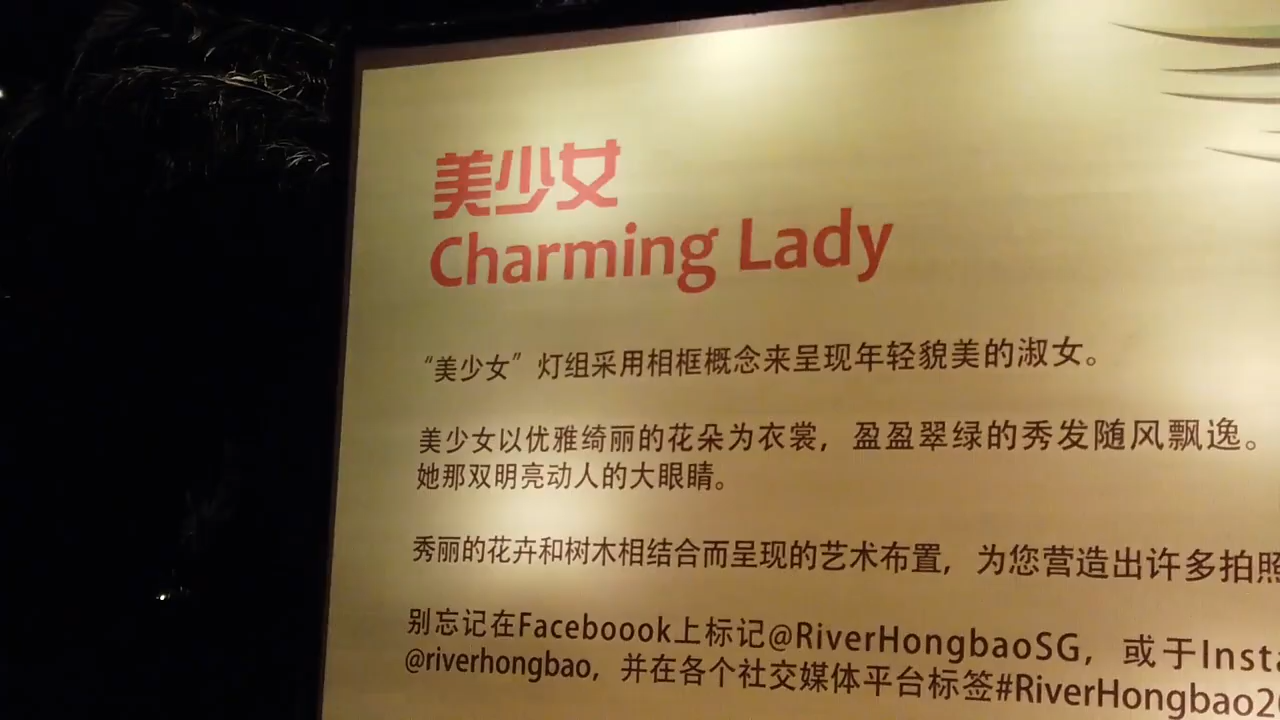 美少女
Charming Lady
“美少女”灯组采用相框概念来呈现年轻貌美的淑女。
美少女以优雅绮丽的花朵为衣裳，盈盈翠绿的秀发随风飘逸。
她那双明亮动人的大眼睛。
秀丽的花卉和树木相结合而呈现的艺术布置，为您营造出许多拍照
别忘记在Faceboook上标记@RiverHongbaoSG，或于Insta
@riverhongbao，并在各个社交媒体平台标签#RiverHongbao2